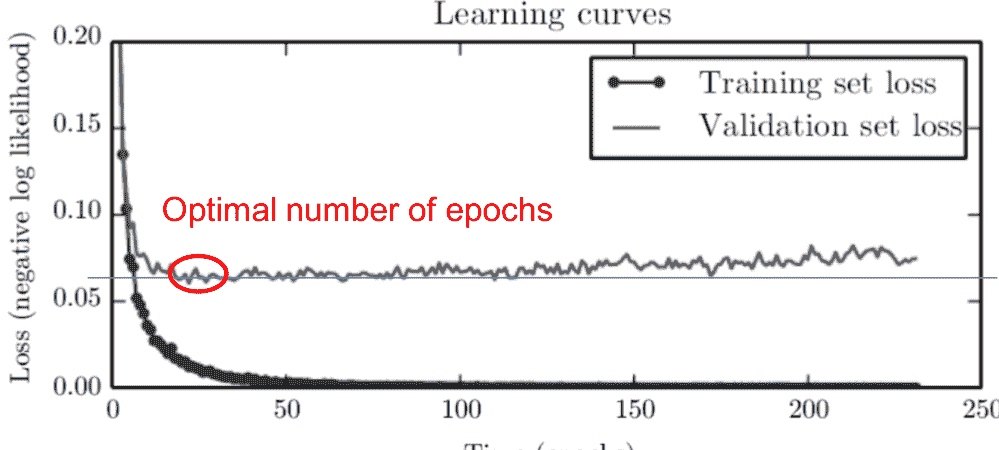 Learning curves
Loss (negative log likelihood)
0.20
0.15
0.10
0.05
0.00
Training set loss
Validation set loss
Optimal number of epochs
0
50
100
150
200
250